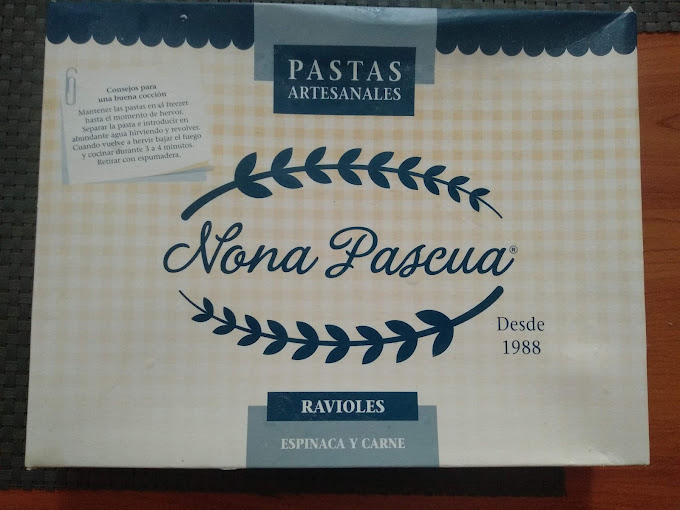 PASTAS
ARTESANALES
Consejos para
una buena cocción
Mantener las pastas en el freezer
hasta el momento de hervor.
Separar la pasta e introducir en
abundante agua hirviendo y revolver.
Cuando vuelve a hervir bajar el fuego
y cocinar durante 3 a 4 minutos.
Retirar con espumadera.
Nona Pascua®
Desde
1988
RAVIOLES
ESPINACA Y CARNE